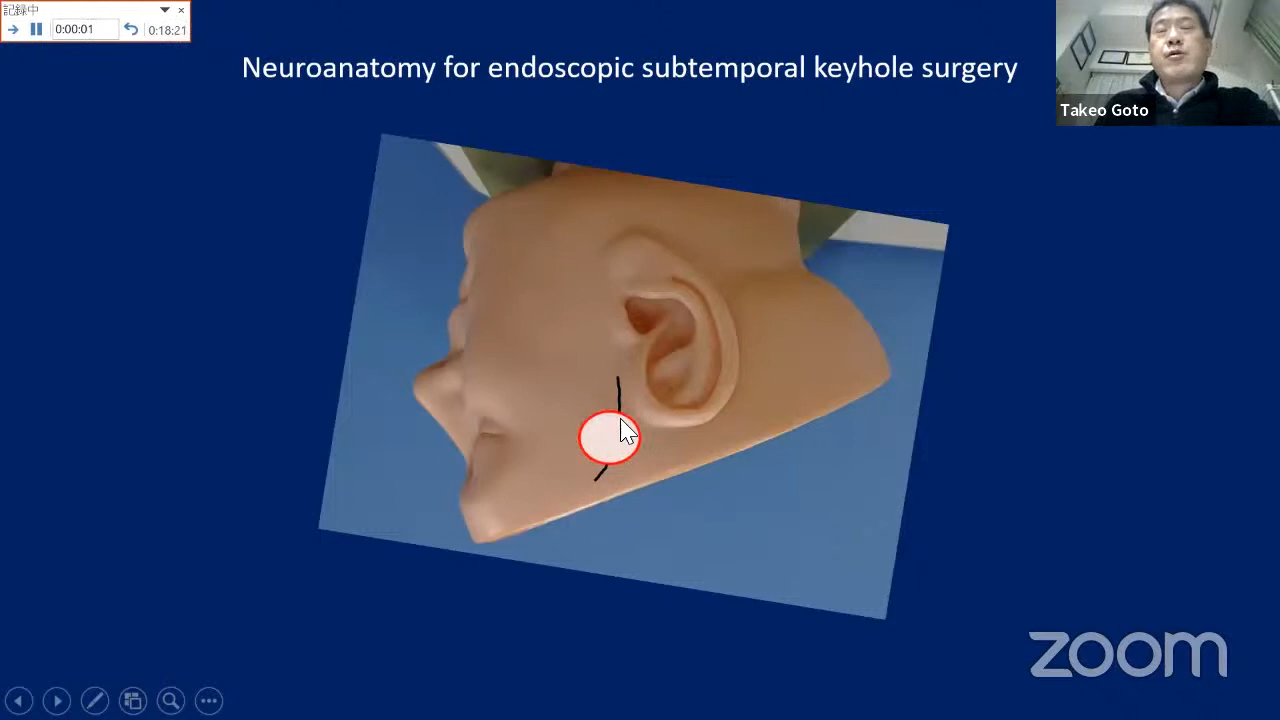 記録中
0:00:01
0:18:21
Neuroanatomy for endoscopic subtemporal keyhole surgery
Takeo Goto
zoom